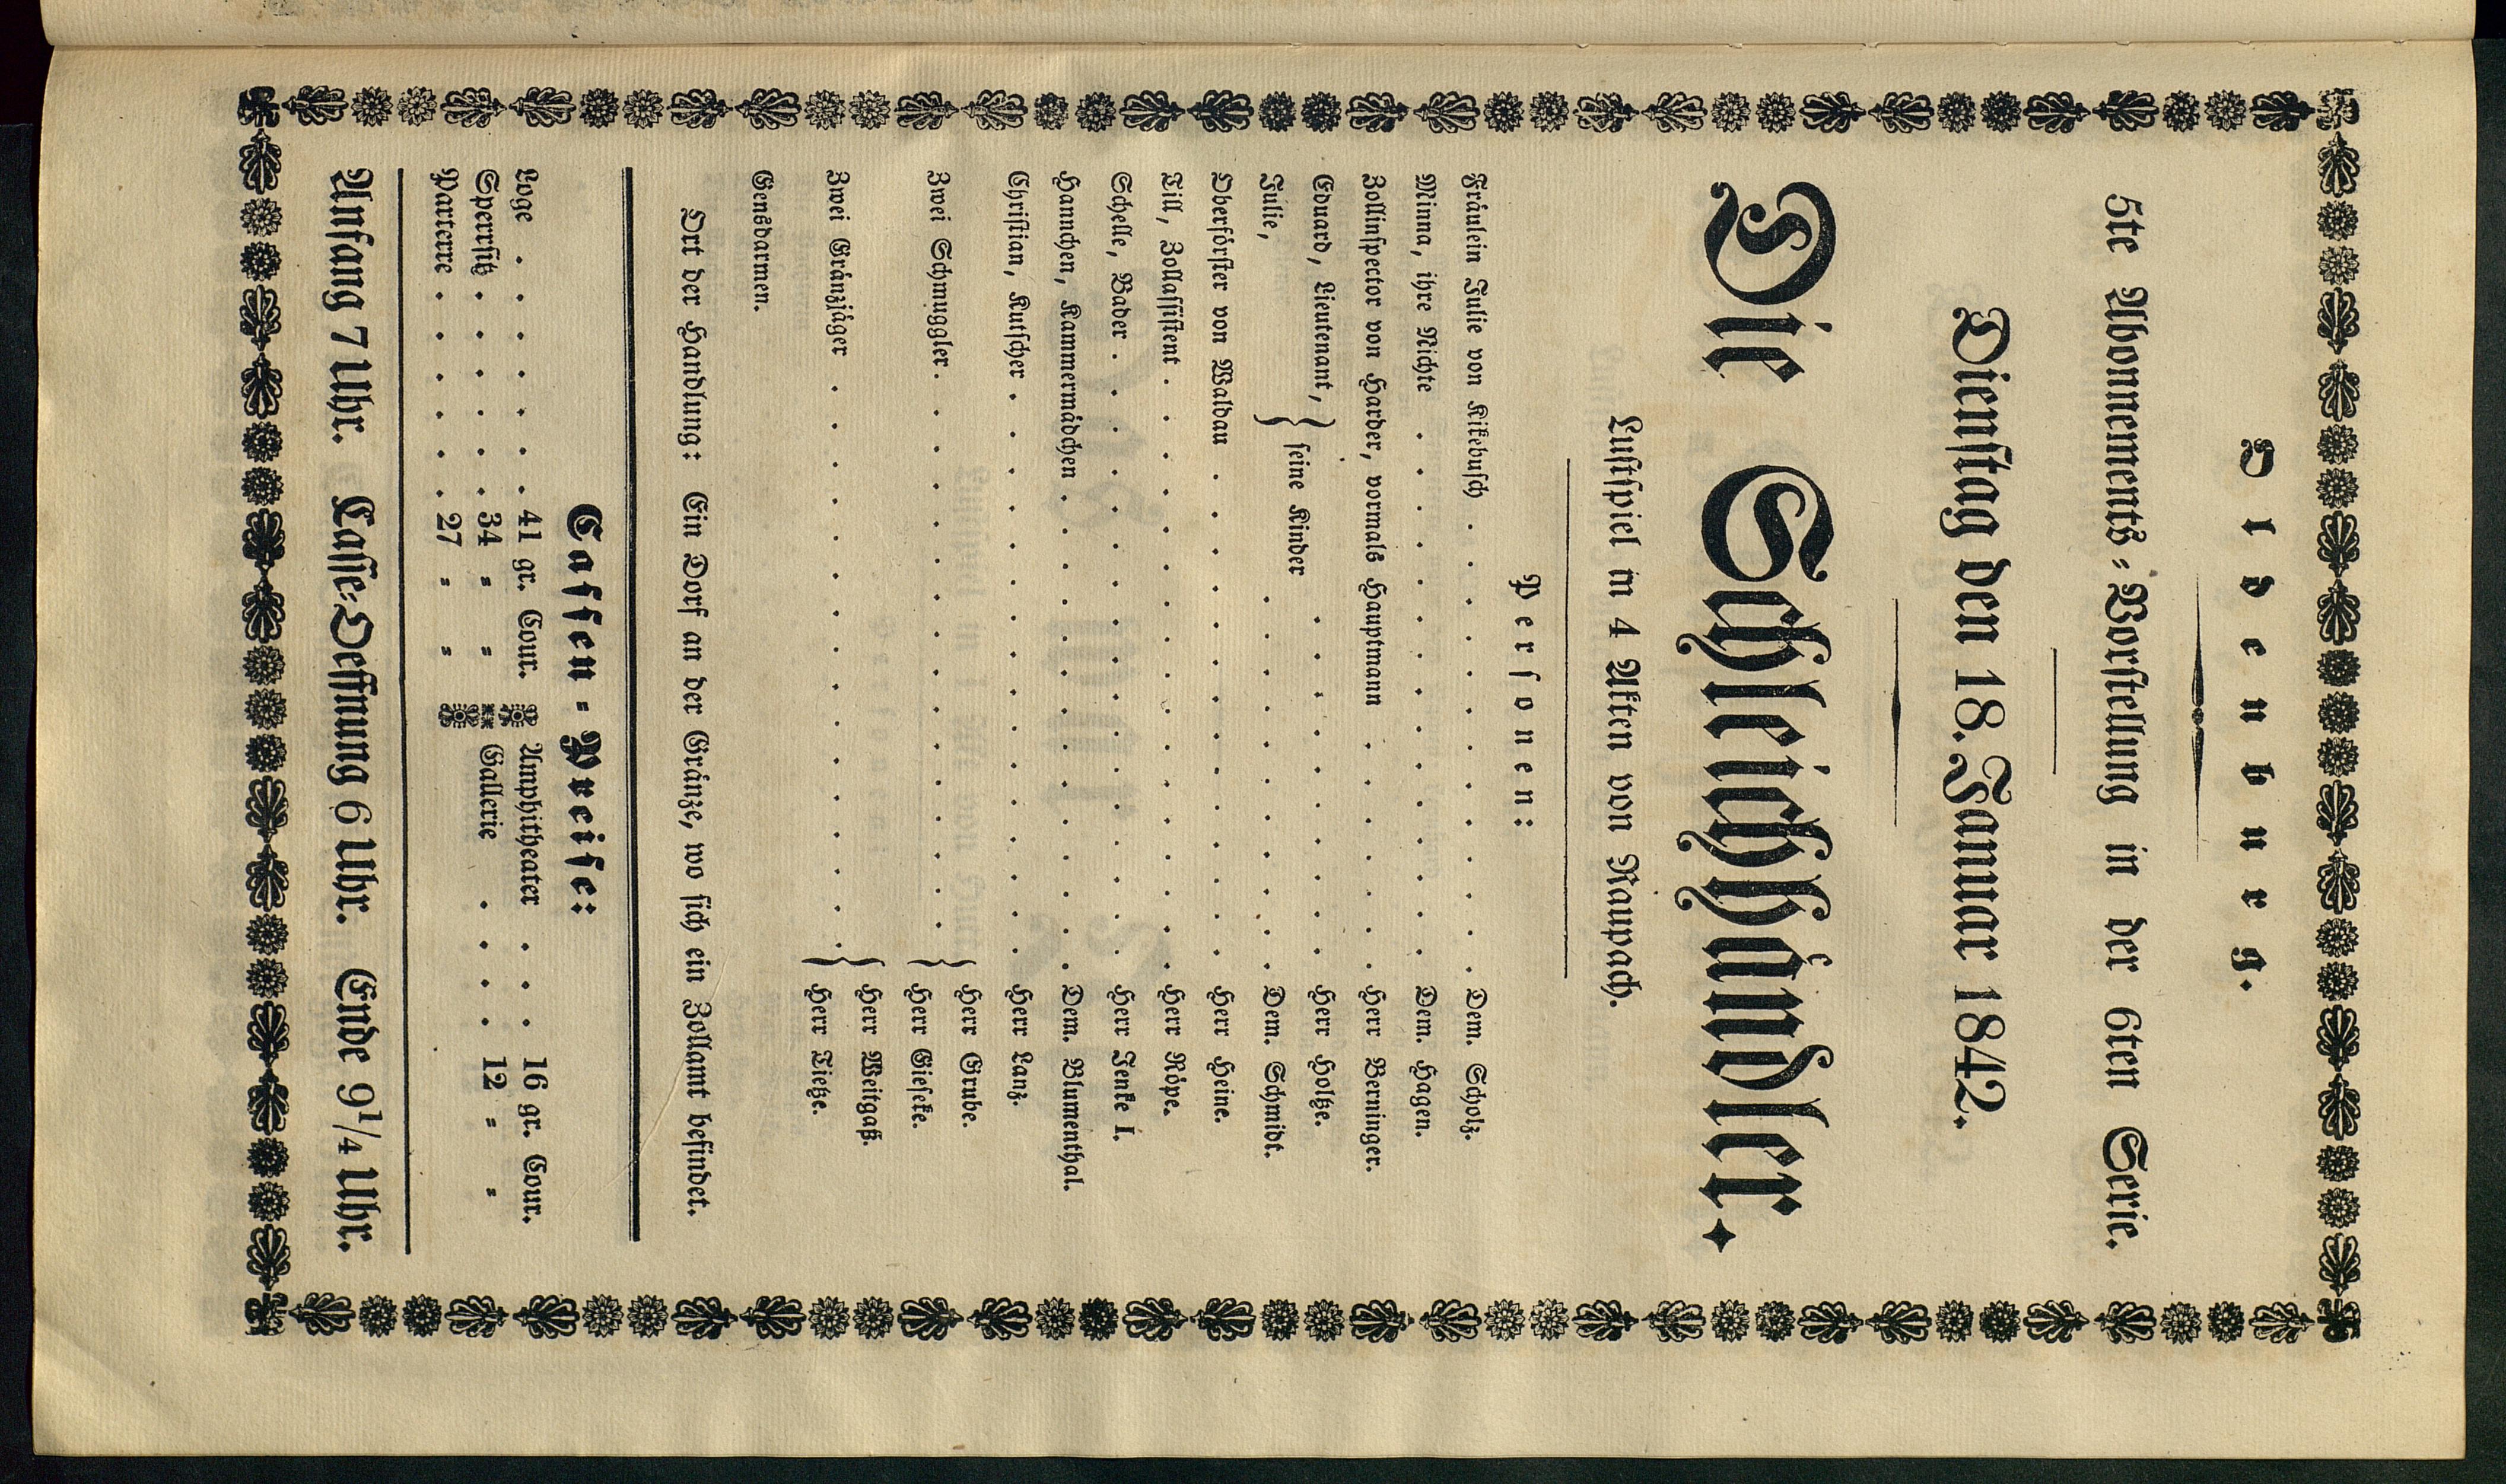 Oldenburg.
5te Abonnements-Vorstellung in der 6ten Serie.
Dienstag den 18. Januar 1842.
Die Schleichhändler.
Lustspiel in 4 Akten von Raupach.
Personen:
Fräulein Julie von Kikebusch . . . . . . . Dem. Scholz.
Minna, ihre Nichte . . . . . . . . Dem. Hagen.
Zollinspector von Harder, vormals Hauptmann . . . . Herr Berninger.
Eduard, Lieutenant, } seine Kinder . . . . . . Herr Holtze.
Julie, . . . . . . Dem. Schmidt.
Oberförster von Waldau . . . . . . . . Herr Heine.
Till, Zollassistent . . . . . . . . . Herr Röpe.
Schelle, Bader . . . . . . . . . Herr Jenke I.
Hannchen, Kammermädchen . . . . . . . Dem. Blumenthal.
Christian, Kutscher . . . . . . . . . Herr Lanz.
Zwei Schmuggler . . . . . . . . . { Herr Grube.
Herr Gieseke.
Zwei Gränzjäger . . . . . . . . . { Herr Weitgaß.
Herr Tietze.
Gensdarmen.
Ort der Handlung: Ein Dorf an der Gränze, wo sich ein Zollamt befindet.
Cassen-Preise:
Loge . . . . . . 41 gr. Cour. Amphitheater . . . 16 gr. Cour.
Sperrsitz . . . . . . 34 = = Gallerie . . . . 12 = =
Parterre . . . . . . 27 = =
Anfang 7 Uhr. Casse-Oeffnung 6 Uhr. Ende 9 1/4 Uhr.